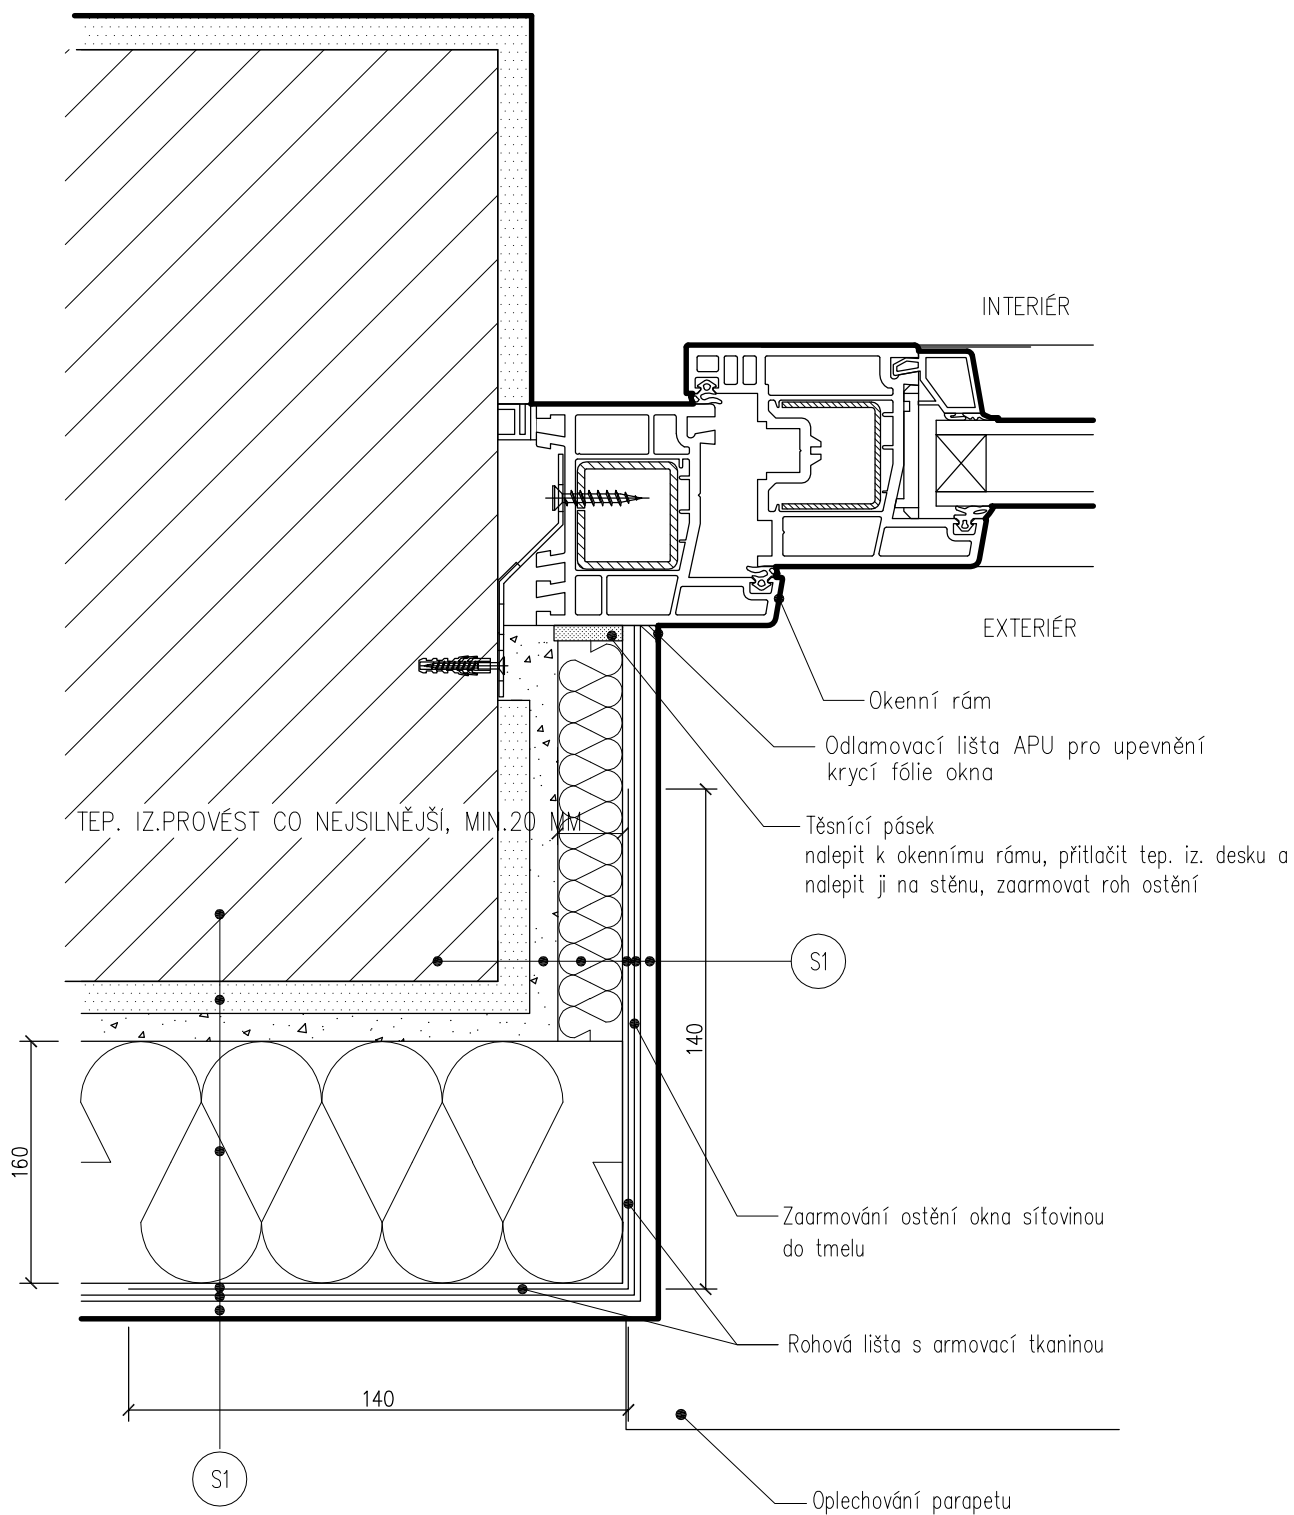 INTERIÉR
EXTERIÉR
Okenní rám
Odlamovací lišta APU pro upevnění
krycí fólie okna
TEP. IZ.PROVÉST CO NEJSILNĚJŠÍ, MIN.20 MM
Těsnící pásek
nalepit k okennímu rámu, přitlačit tep. iz. desku a
nalepit ji na stěnu, zaarmovat roh ostění
S1
140
160
Zaarmování ostění okna síťovinou
do tmelu
Rohová lišta s armovací tkaninou
140
S1
Oplechování parapetu